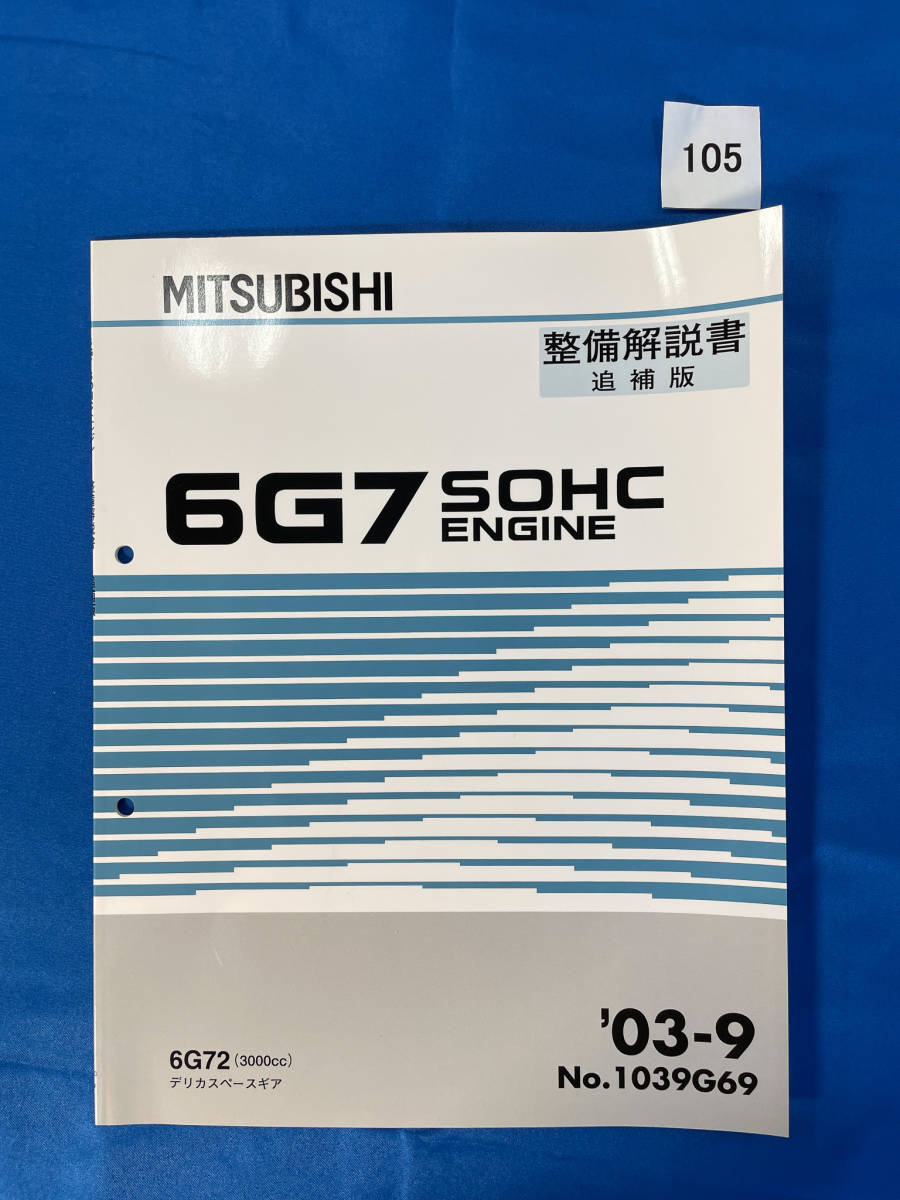 105
MITSUBISHI
整備解説書
追補版
6G7 SOHC
ENGINE
'03-9
No.1039G69
6G72(3000cc)
デリカスペースギア